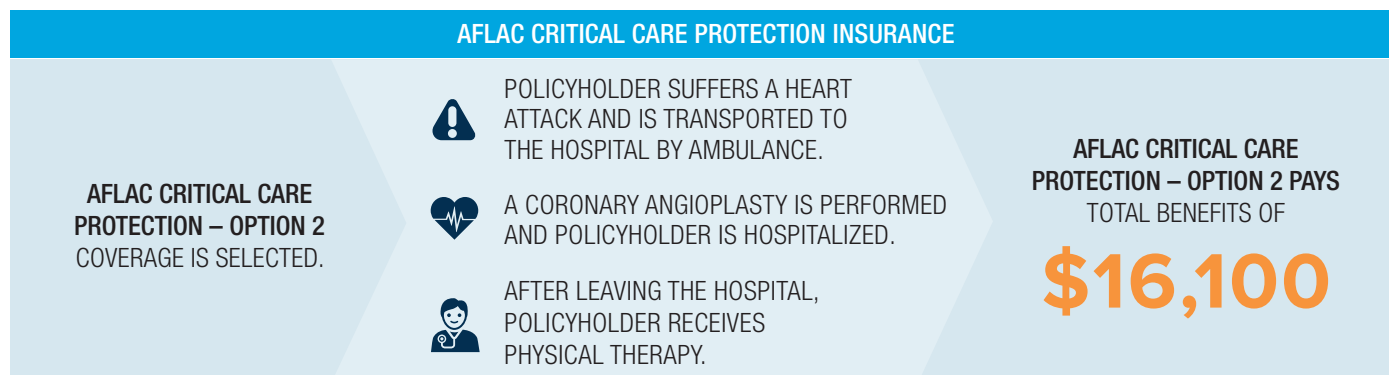 AFLAC CRITICAL CARE PROTECTION INSURANCE
AFLAC CRITICAL CARE
PROTECTION – OPTION 2
COVERAGE IS SELECTED.
POLICYHOLDER SUFFERS A HEART
ATTACK AND IS TRANSPORTED TO
THE HOSPITAL BY AMBULANCE.
A CORONARY ANGIOPLASTY IS PERFORMED
AND POLICYHOLDER IS HOSPITALIZED.
AFTER LEAVING THE HOSPITAL,
POLICYHOLDER RECEIVES
PHYSICAL THERAPY.
AFLAC CRITICAL CARE
PROTECTION – OPTION 2 PAYS
TOTAL BENEFITS OF
$16,100